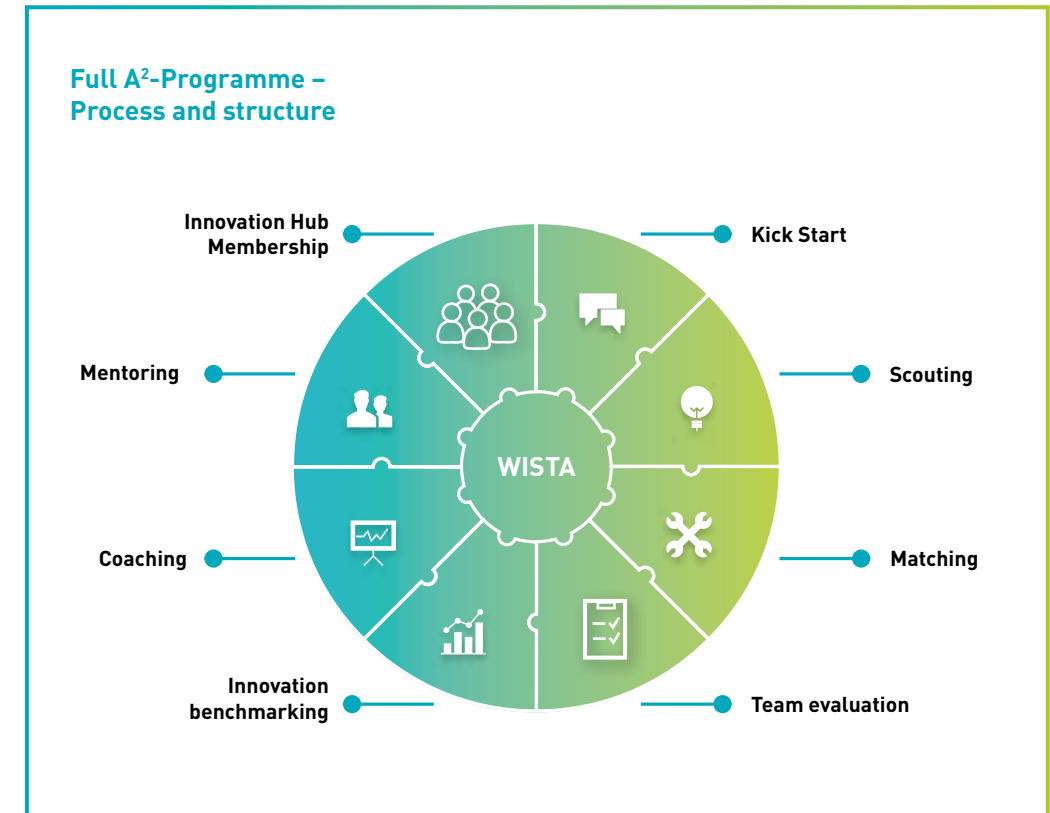 Full A²-Programme –
Process and structure
Innovation Hub
Membership
Kick Start
Mentoring
Scouting
WISTA
Coaching
Matching
Innovation
benchmarking
Team evaluation